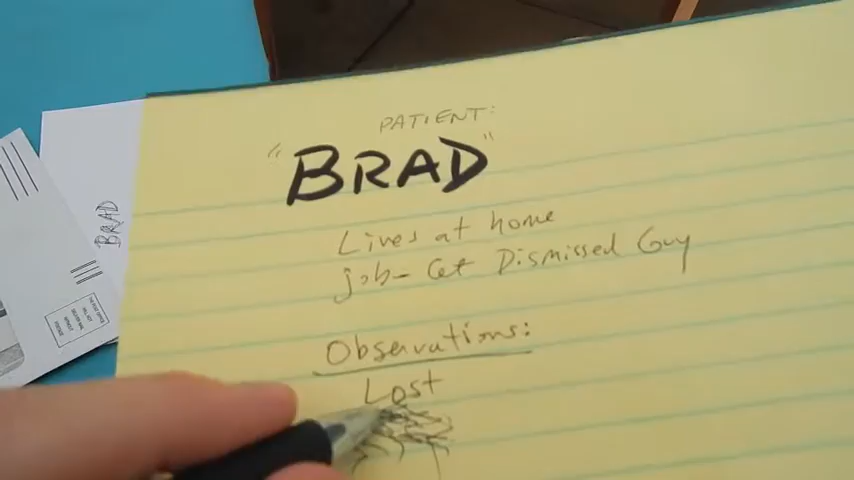 PATIENT:
"BRAD"
Lives at home
job- Get Dismissed Guy
Observations:
Lost
BRAD